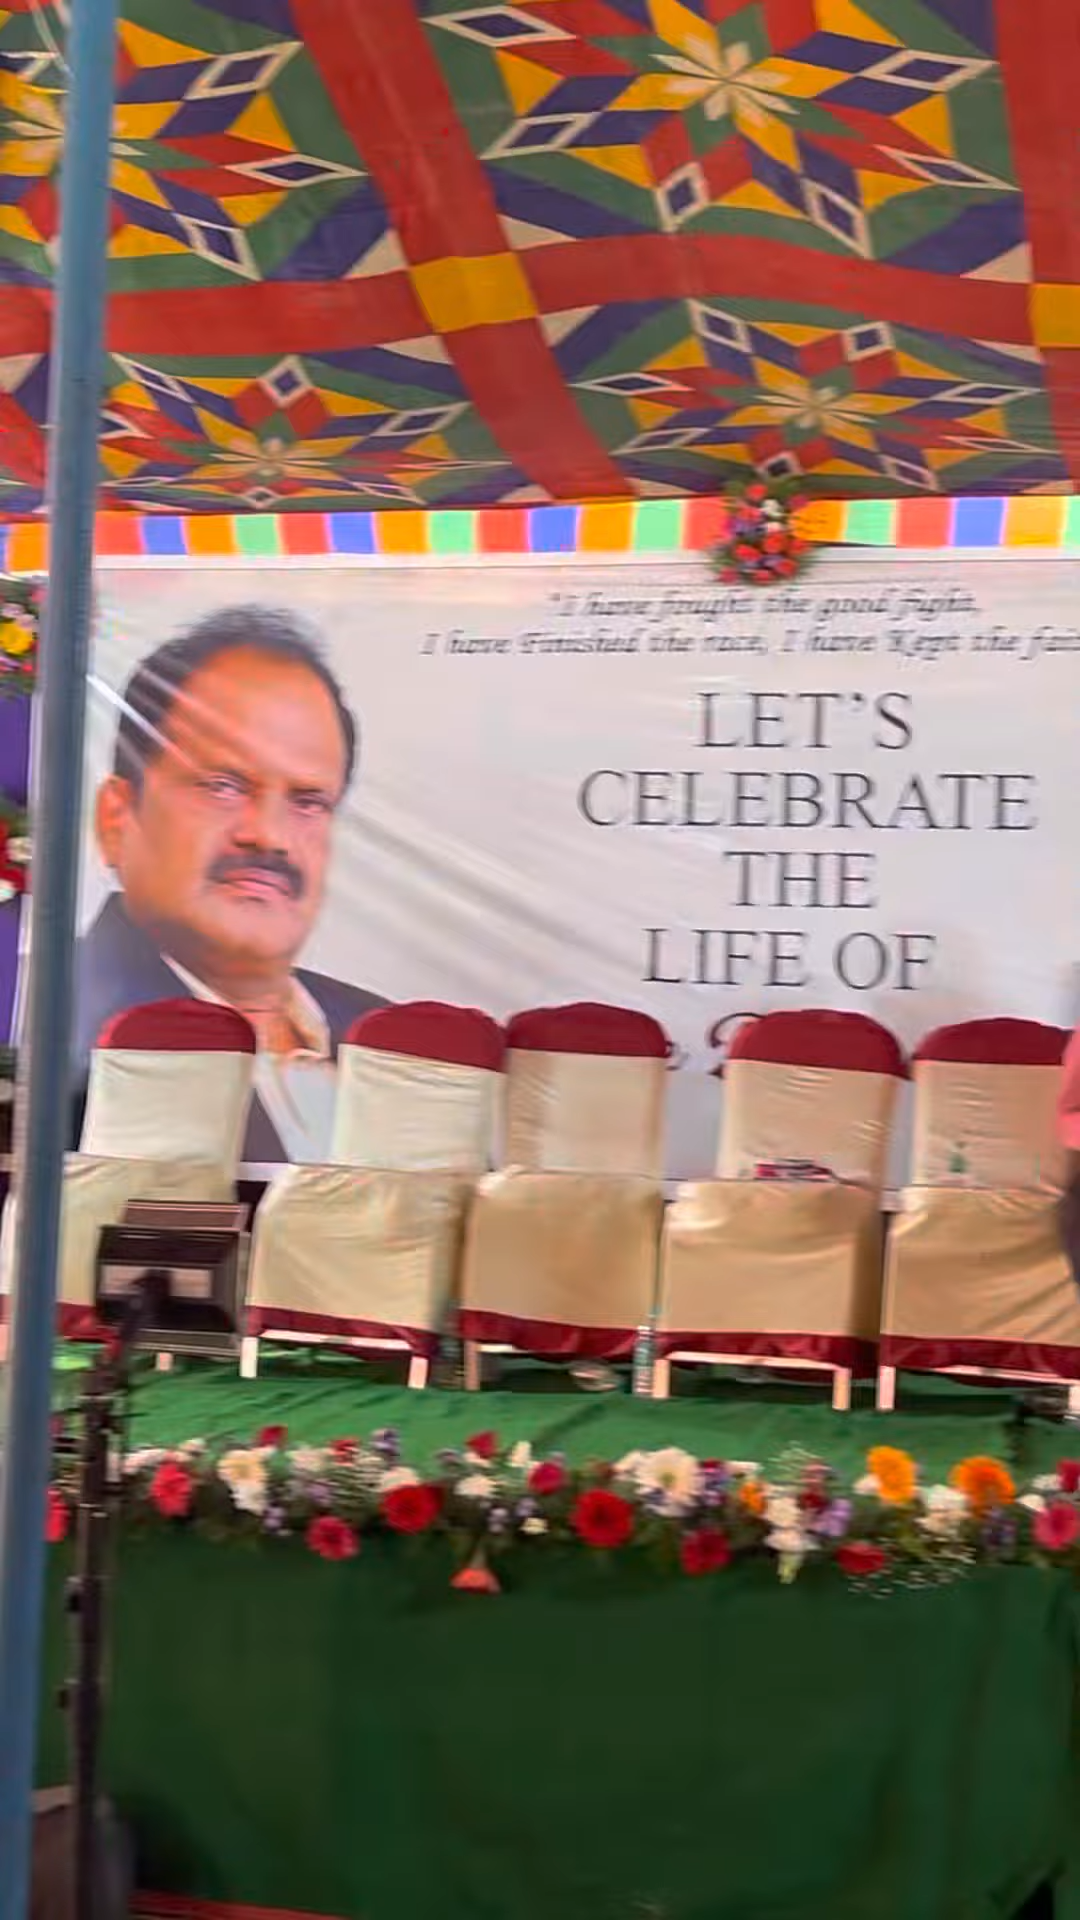 "I have fought the good fight,
I have Finished the race, I have Kept the
LET'S
CELEBRATE
THE
LIFE OF